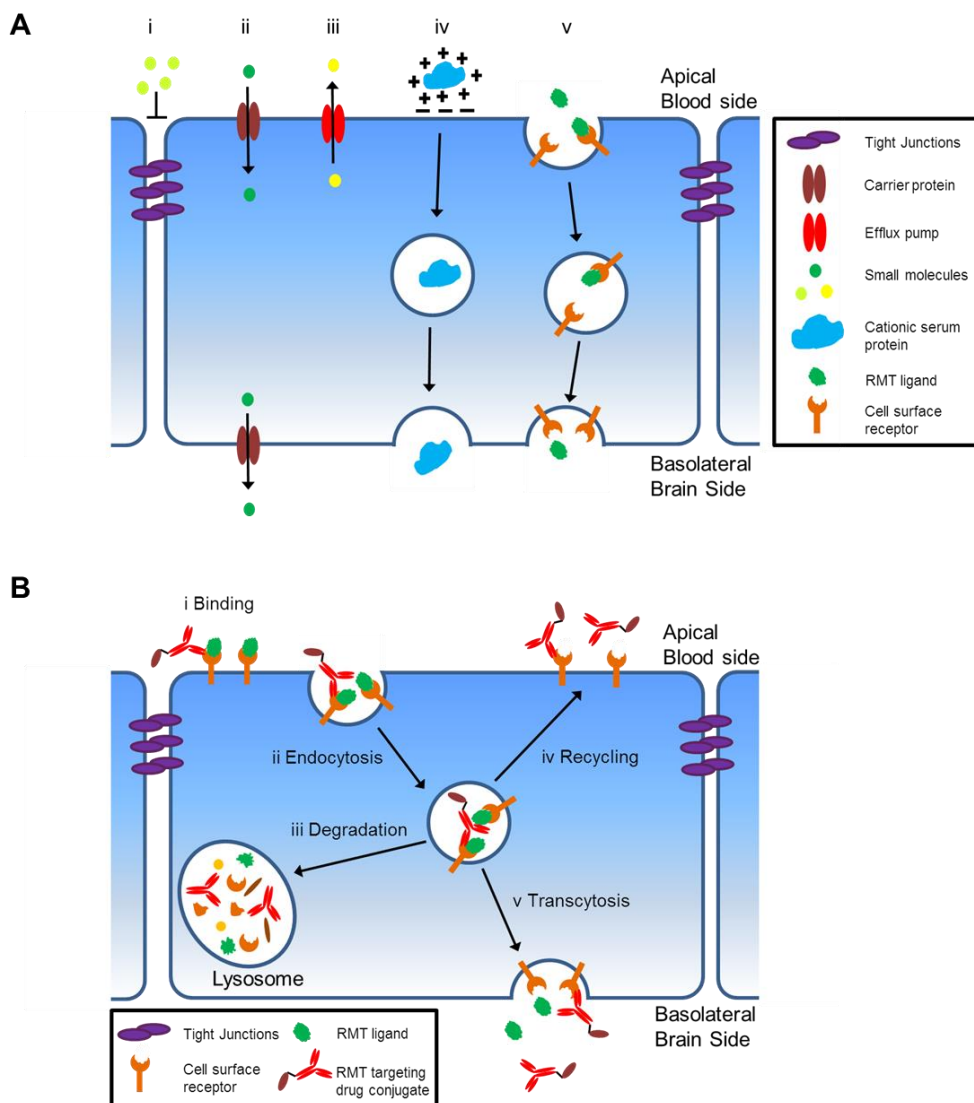 A
i ii iii iv v
Apical
Blood side
Tight Junctions
Carrier protein
Efflux pump
Small molecules
Cationic serum
protein
RMT ligand
Cell surface
receptor
Basolateral
Brain Side
B
i Binding
Apical
Blood side
ii Endocytosis
iv Recycling
iii Degradation
v Transcytosis
Lysosome
Basolateral
Brain Side
Tight Junctions
RMT ligand
Cell surface
receptor
RMT targeting
drug conjugate